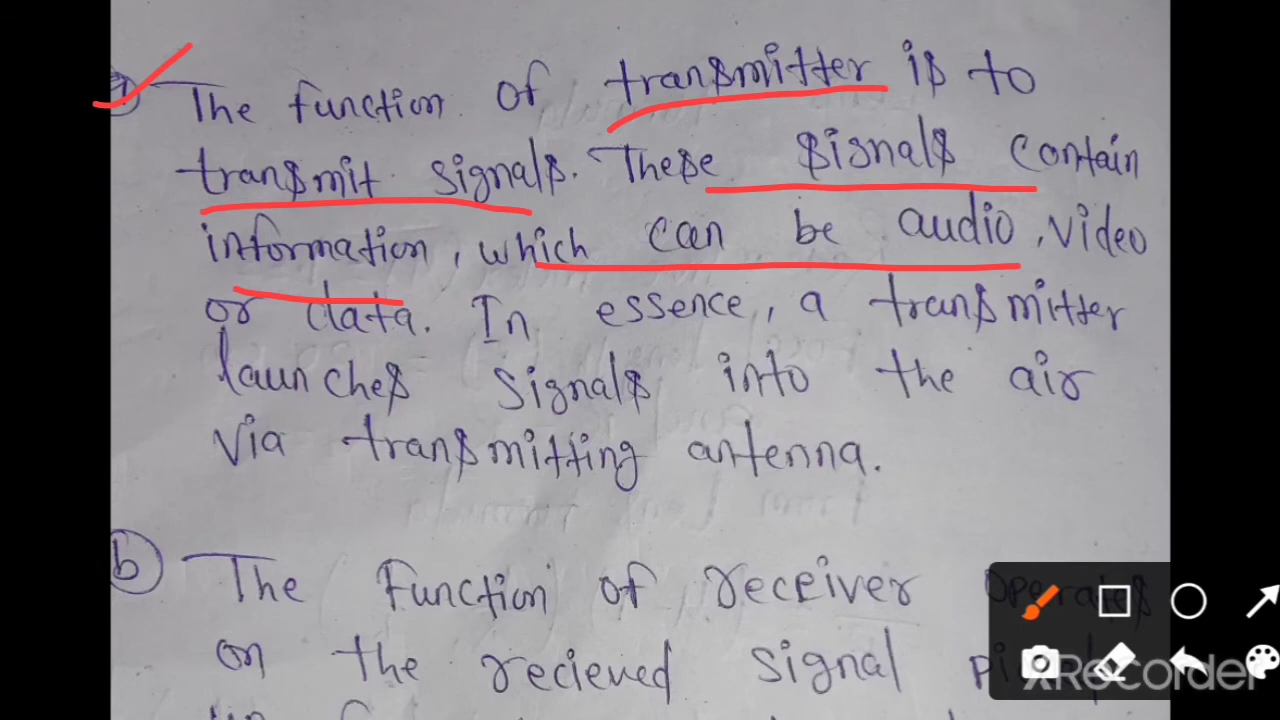 The function of transmitter is to
transmit signals. These signals contain
information, which can be audio, video
or data. In essence, a transmitter
launches signals into the air
via transmitting antenna.
b The function of receiver operates
on the recieved signal
XRecorder